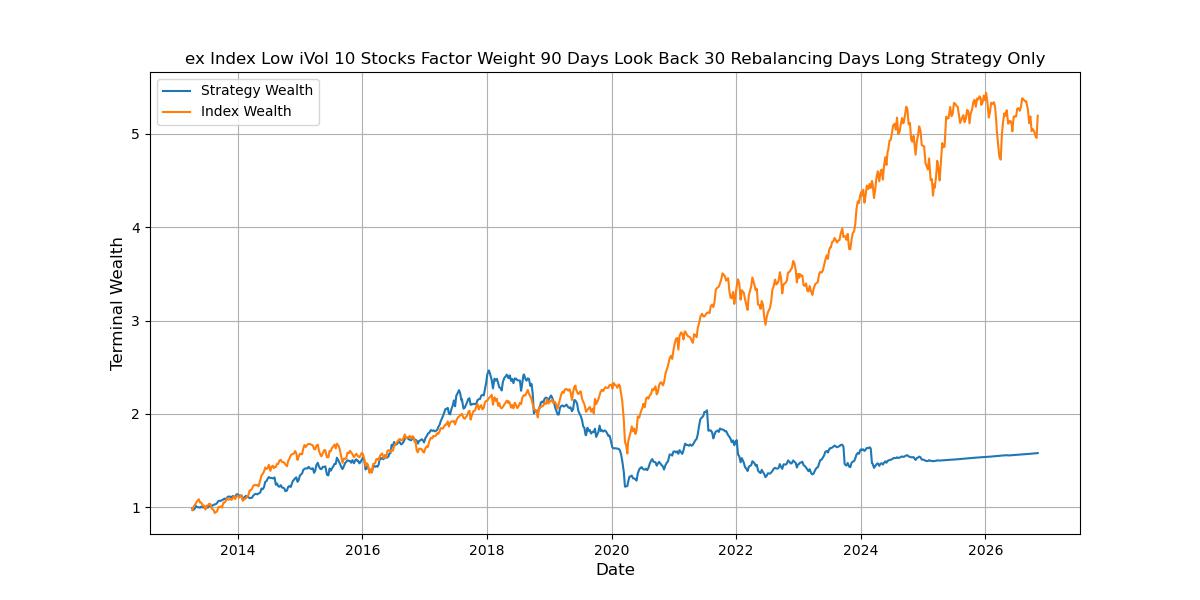 ex Index Low iVol 10 Stocks Factor Weight 90 Days Look Back 30 Rebalancing Days Long Strategy Only
Strategy Wealth
Index Wealth
Terminal Wealth
5
4
3
2
1
2014 2016 2018 2020 2022 2024 2026
Date